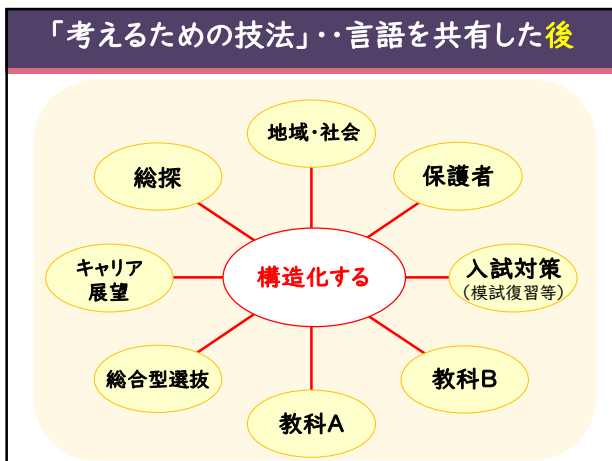 「考えるための技法」‥言語を共有した後
地域・社会
総探
保護者
キャリア
展望
構造化する
入試対策
(模試復習等)
総合型選抜
教科B
教科A